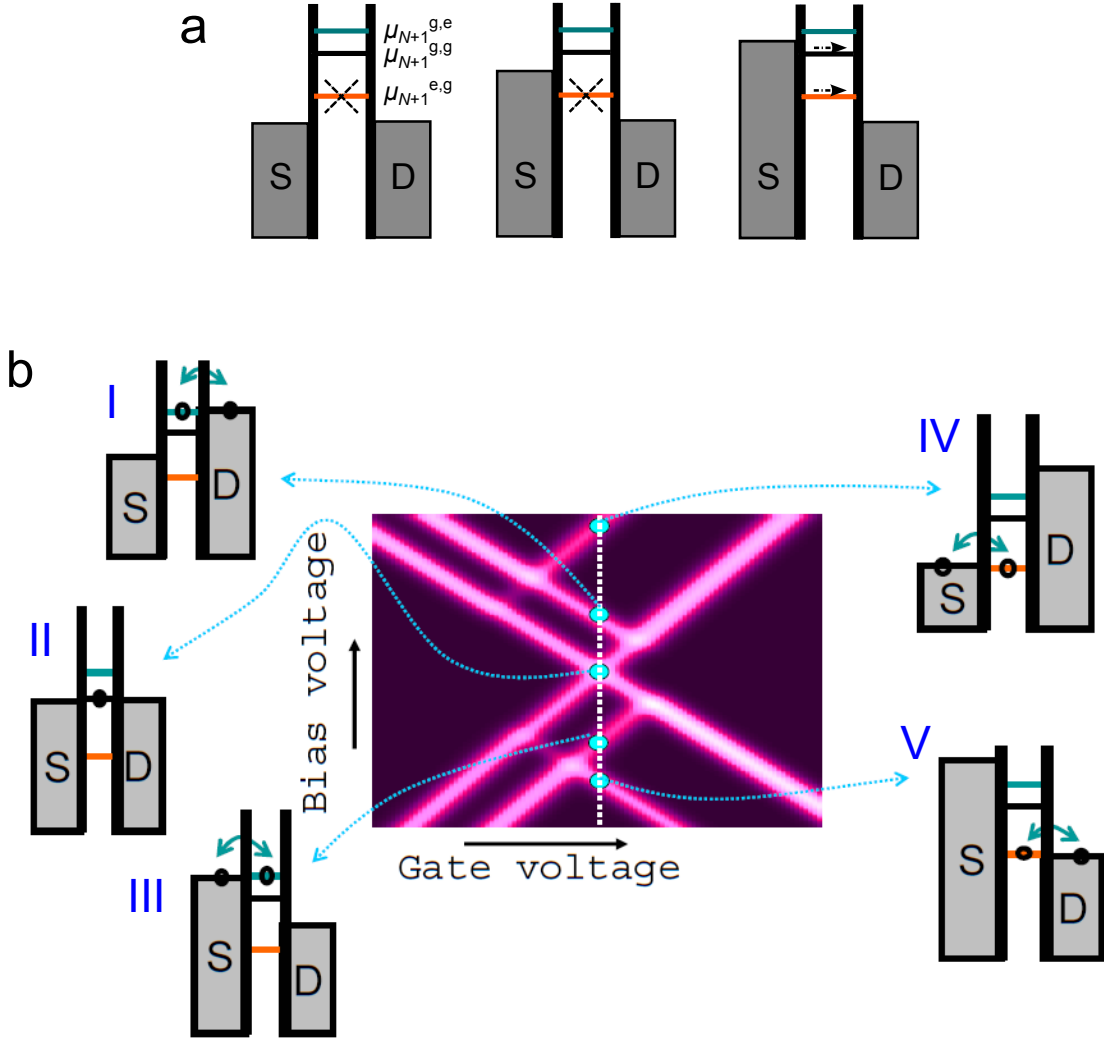 a
μN+1g,e
μN+1g,g
μN+1e,g
S D
S D
S D
b
I
S D
II
S D
III
S D
IV
S D
V
S D
Bias voltage
Gate voltage